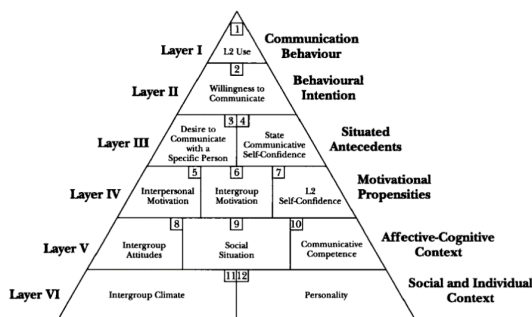 1
Layer I
L2 Use
Communication
Behaviour
2
Layer II
Willingness to
Communicate
Behavioural
Intention
3 4
Layer III
Desire to
Communicate
with a
Specific Person
State
Communicative
Self-Confidence
Situated
Antecedents
5 6 7
Layer IV
Interpersonal
Motivation
Intergroup
Motivation
L2
Self-Confidence
Motivational
Propensities
8 9 10
Layer V
Intergroup
Attitudes
Social
Situation
Communicative
Competence
Affective-Cognitive
Context
11 12
Layer VI
Intergroup Climate
Personality
Social and Individual
Context